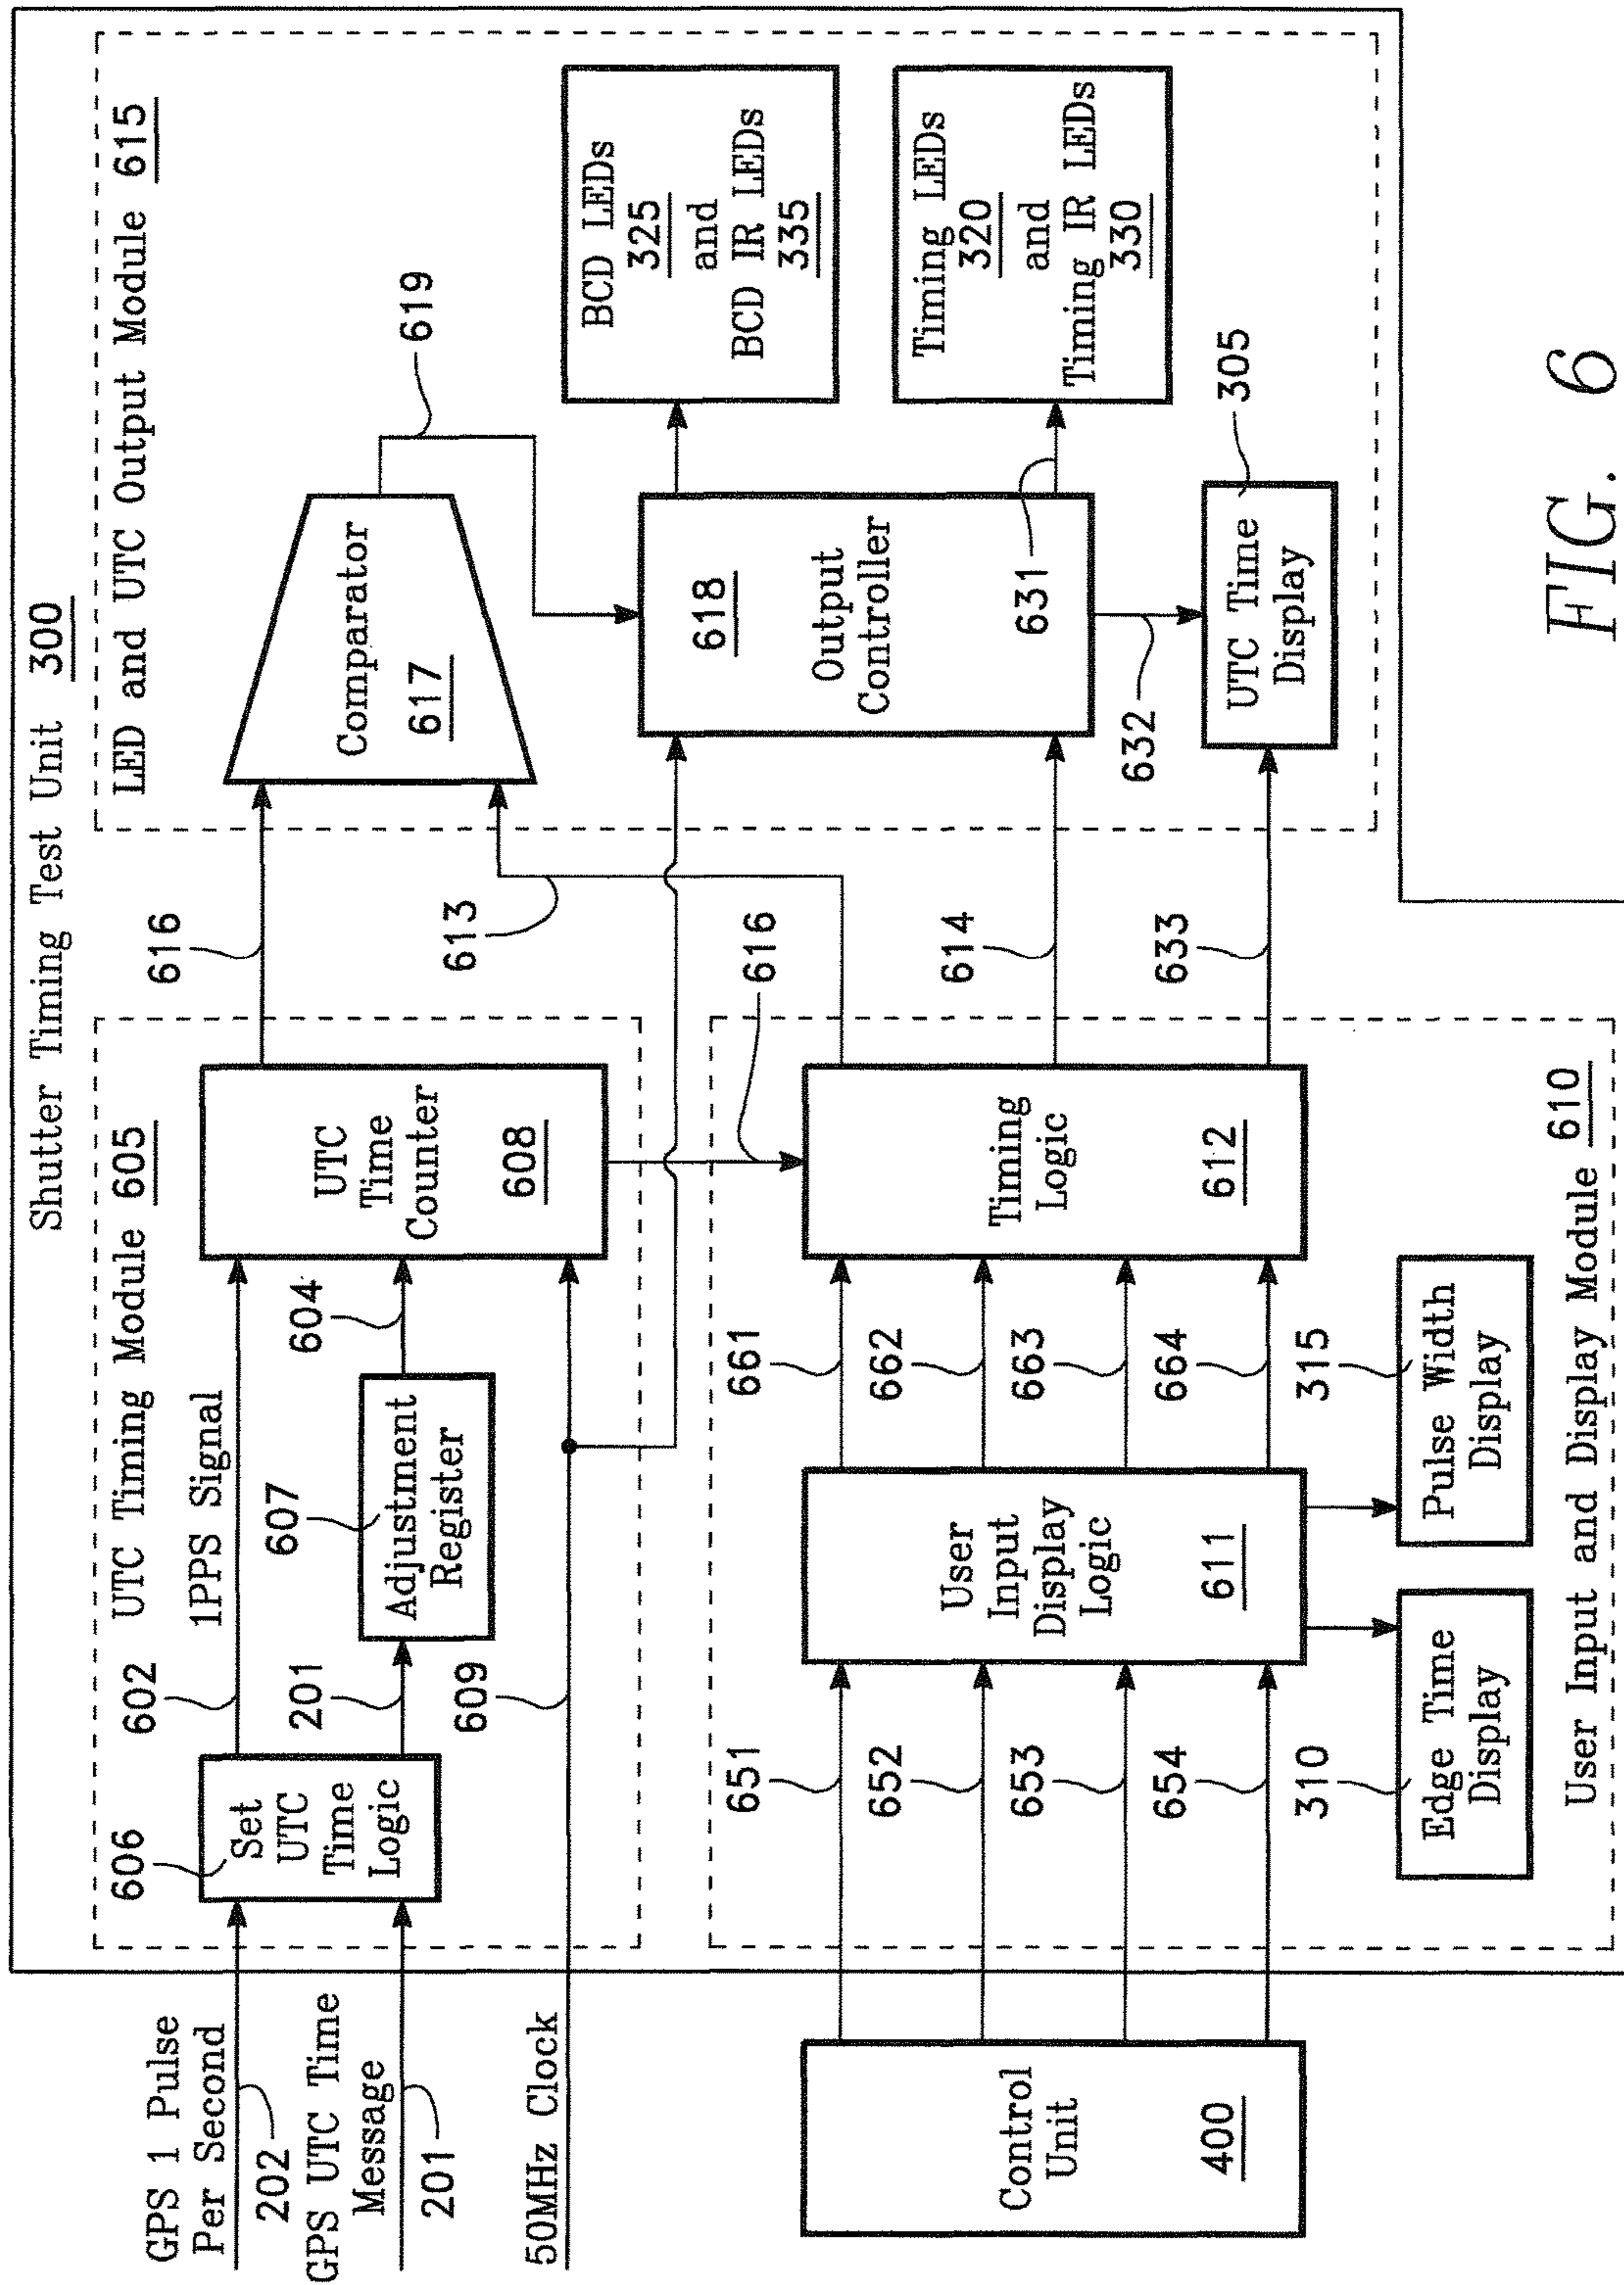 Shutter Timing Test Unit 300
UTC Timing Module 605
GPS 1 Pulse
Per Second
202
GPS UTC Time
Message
201
50MHz Clock
606
Set
UTC
Time
Logic
602
1PPS Signal
201
607
Adjustment
Register
604
609
UTC
Time
Counter
608
616
613
616
LED and UTC Output Module 615
Comparator
617
619
618
Output
Controller
631
632
BCD LEDs
325
and
BCD IR LEDs
335
Timing LEDs
320
and
Timing IR LEDs
330
305
UTC Time
Display
Control
Unit
400
651
652
653
654
User
Input
Display
Logic
611
661
662
663
664
Timing
Logic
612
614
633
310
Edge Time
Display
315
Pulse Width
Display
User Input and Display Module 610
FIG. 6